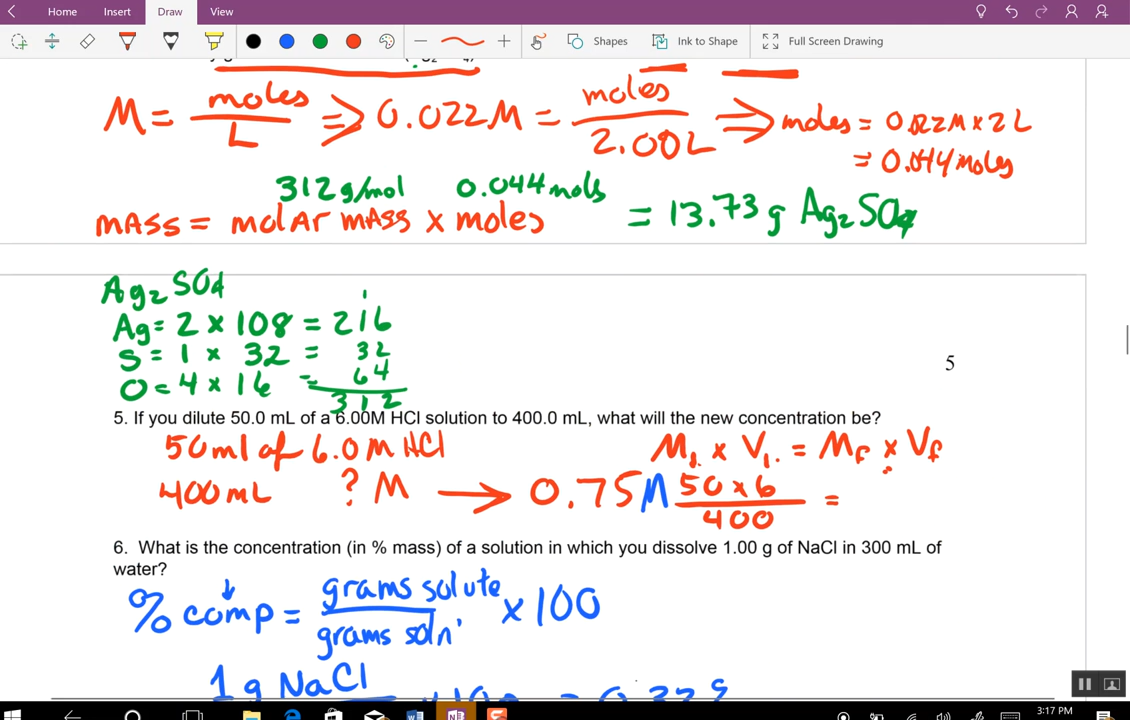 Home Insert Draw View
Shapes Ink to Shape Full Screen Drawing
M = moles / L ⇒ 0.022M = moles / 2.00L ⇒ moles = 0.022M x 2L
= 0.044 moles
312 g/mol 0.044 mols
mASS = molAr mASS x moles = 13.73 g Ag2SO4
Ag2SO4
Ag = 2 x 108 = 216
S = 1 x 32 = 32
O = 4 x 16 = 64
312
5
5. If you dilute 50.0 mL of a 6.00M HCl solution to 400.0 mL, what will the new concentration be?
50ml of 6.0 M HCl M1 x V1 = Mf x Vf
400mL ? M → 0.75M 50 x 6 / 400 =
6. What is the concentration (in % mass) of a solution in which you dissolve 1.00 g of NaCl in 300 mL of
water?
% comp = grams solute / grams soln x 100
1g NaCl
3:17 PM